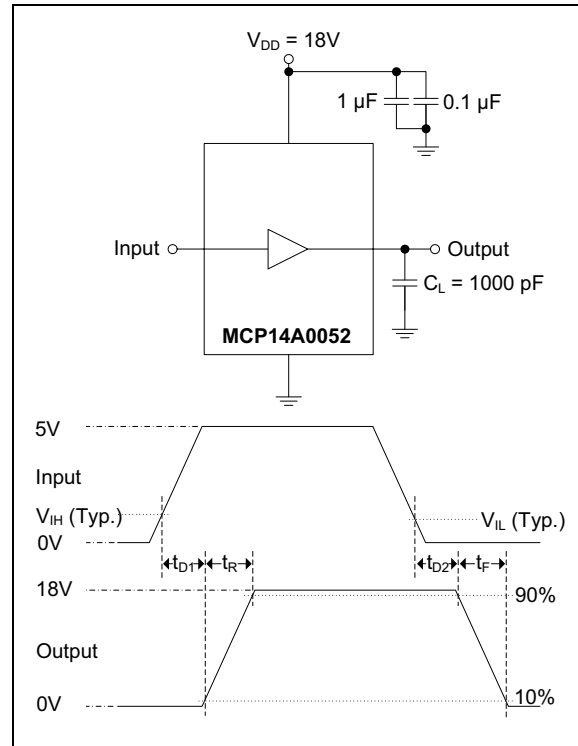 V_DD = 18V
1 µF 0.1 µF
Input Output
C_L = 1000 pF
MCP14A0052
5V
Input
V_IH (Typ.) V_IL (Typ.)
0V
t_D1 t_R t_D2 t_F
18V 90%
Output
0V 10%